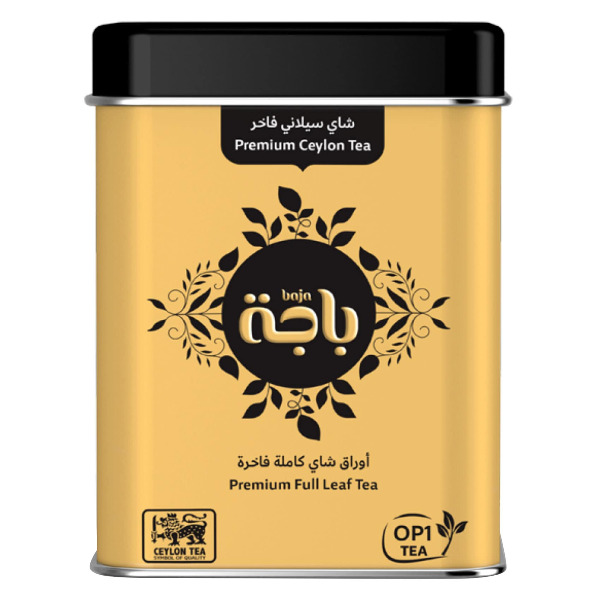 شاي سيلاني فاخر
Premium Ceylon Tea
baja
باجة
أوراق شاي كاملة فاخرة
Premium Full Leaf Tea
CEYLON TEA
SYMBOL OF QUALITY
OP1
TEA